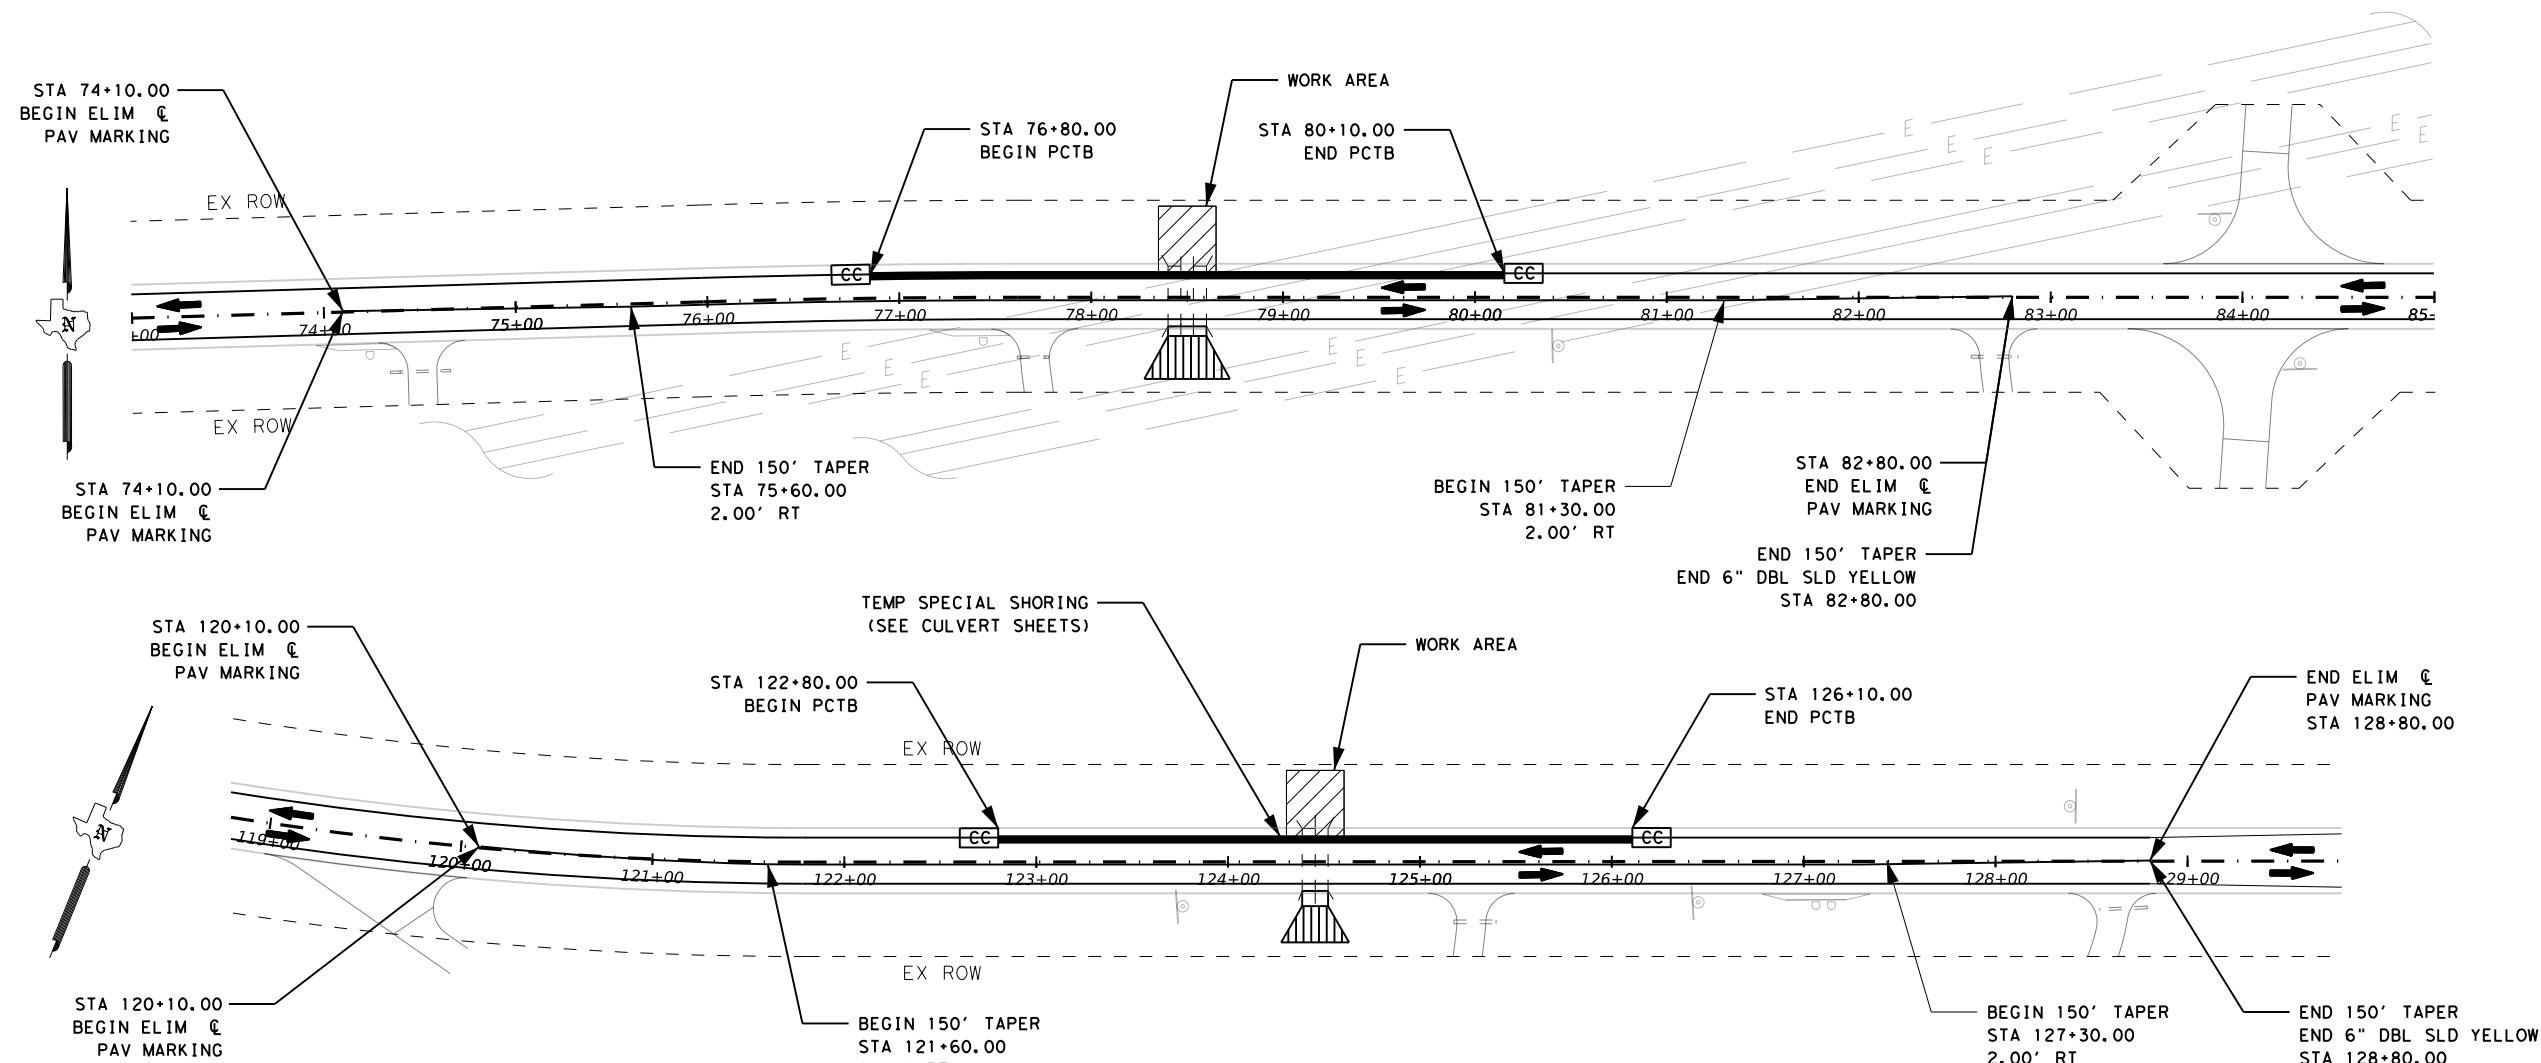 STA 74+10.00
BEGIN ELIM ℄
PAV MARKING
WORK AREA
STA 76+80.00
BEGIN PCTB
STA 80+10.00
END PCTB
EX ROW
E
E
E
E
E
CC
CC
+00
74+00
75+00
76+00
77+00
78+00
79+00
80+00
81+00
82+00
83+00
84+00
85-
N
E
E
E
E
E
E
EX ROW
STA 74+10.00
BEGIN ELIM ℄
PAV MARKING
END 150' TAPER
STA 75+60.00
2.00' RT
BEGIN 150' TAPER
STA 81+30.00
2.00' RT
STA 82+80.00
END ELIM ℄
PAV MARKING
END 150' TAPER
END 6" DBL SLD YELLOW
STA 82+80.00
TEMP SPECIAL SHORING
(SEE CULVERT SHEETS)
STA 120+10.00
BEGIN ELIM ℄
PAV MARKING
WORK AREA
STA 122+80.00
BEGIN PCTB
STA 126+10.00
END PCTB
END ELIM ℄
PAV MARKING
STA 128+80.00
EX ROW
CC
CC
N
119+00
120+00
121+00
122+00
123+00
124+00
125+00
126+00
127+00
128+00
129+00
EX ROW
STA 120+10.00
BEGIN ELIM ℄
PAV MARKING
BEGIN 150' TAPER
STA 121+60.00
BEGIN 150' TAPER
STA 127+30.00
2.00' RT
END 150' TAPER
END 6" DBL SLD YELLOW
STA 128+80.00